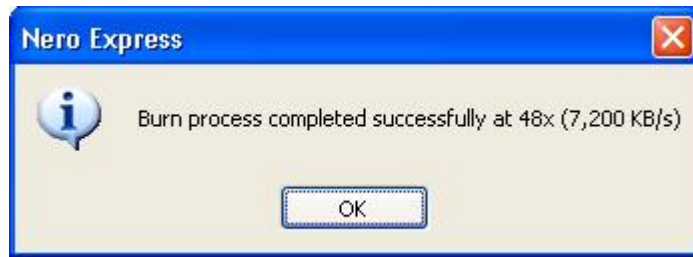 Nero Express
Burn process completed successfully at 48x (7,200 KB/s)
OK